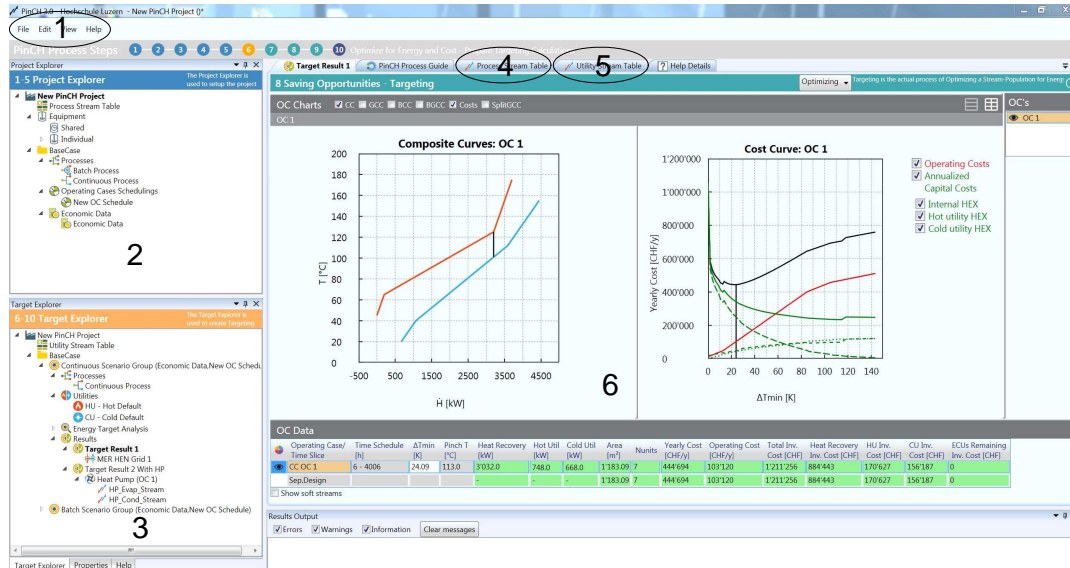 PinCH 3.0 - Hochschule Luzern - New PinCH Project ()*
File Edit View Help
1
PinCH Process Steps 1 2 3 4 5 6 7 8 9 10 Optimize for Energy and Cost - Prepare Targeting Calculation
Project Explorer
1-5 Project Explorer
The Project Explorer is
used to setup the project
New PinCH Project
Process Stream Table
Equipment
Shared
Individual
BaseCase
Processes
Batch Process
Continuous Process
Operating Cases Schedulings
New OC Schedule
Economic Data
Economic Data
2
Target Explorer
6-10 Target Explorer
The Target Explorer is
used to create Targeting
New PinCH Project
Utility Stream Table
BaseCase
Continuous Scenario Group (Economic Data,New OC Schedu
Processes
Continuous Process
Utilities
HU - Hot Default
CU - Cold Default
Energy Target Analysis
Results
Target Result 1
MER HEN Grid 1
Target Result 2 With HP
Heat Pump (OC 1)
HP_Evap_Stream
HP_Cond_Stream
Batch Scenario Group (Economic Data,New OC Schedule)
3
Target Explorer Properties Help
Target Result 1 PinCH Process Guide Process Stream Table Utility Stream Table ? Help Details
4 5
8 Saving Opportunities - Targeting
Optimizing
Targeting is the actual process of Optimizing a Stream-Population for Energy
OC Charts CC GCC BCC BGCC Costs SplitGCC
OC 1
OC's
OC 1
Composite Curves: OC 1
T [°C]
200
180
160
140
120
100
80
60
40
20
0
-500 500 1500 2500 3500 4500
Ḣ [kW]
6
Cost Curve: OC 1
Yearly Cost [CHF/y]
1'200'000
1'000'000
800'000
600'000
400'000
200'000
0
0 20 40 60 80 100 120 140
ΔTmin [K]
Operating Costs
Annualized
Capital Costs
Internal HEX
Hot utility HEX
Cold utility HEX
OC Data
Operating Case/ Time Schedule ΔTmin Pinch T Heat Recovery Hot Util Cold Util Area Nunits Yearly Cost Operating Cost Total Inv. Heat Recovery HU Inv. CU Inv. ECUs Remaining
Time Slice [h] [K] [°C] [kW] [kW] [kW] [m²] [CHF/y] [CHF/y] Cost [CHF] Inv. Cost [CHF] Cost [CHF] Cost [CHF] Inv. Cost [CHF]
CC OC 1 6 - 4006 24.09 113.0 3'032.0 748.0 668.0 1'183.09 7 444'694 103'120 1'211'256 884'443 170'627 156'187 0
Sep.Design - - - 1'183.09 7 444'694 103'120 1'211'256 884'443 170'627 156'187 0
Show soft streams
Results Output
Errors Warnings Information Clear messages